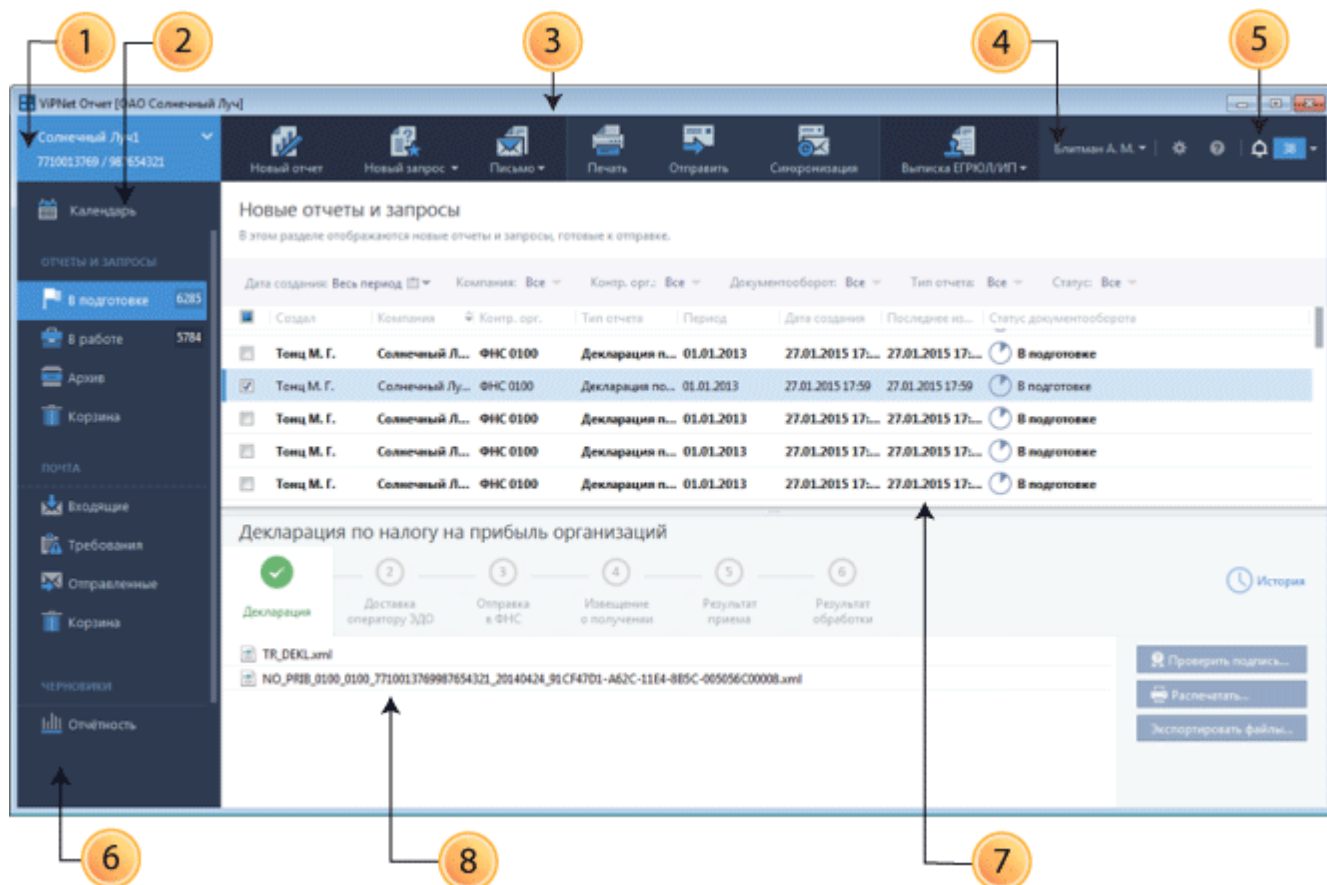 1 2 3 4 5
ViPNet Отчет [ОАО Солнечный Луч]
Солнечный Луч1
7710013769 / 987654321
Новый отчет Новый запрос Письмо Печать Отправить Синхронизация Выписка ЕГРЮЛ/ИП Блитман А. М. 38
Календарь
ОТЧЕТЫ И ЗАПРОСЫ
В подготовке 6285
В работе 5784
Архив
Корзина
ПОЧТА
Входящие
Требования
Отправленные
Корзина
ЧЕРНОВИКИ
Отчётность
Новые отчеты и запросы
В этом разделе отображаются новые отчеты и запросы, готовые к отправке.
Дата создания: Весь период Компания: Все Контр. орг.: Все Документооборот: Все Тип отчета: Все Статус: Все
Создал Компания Контр. орг. Тип отчета Период Дата создания Последнее из... Статус документооборота
Тонц М. Г. Солнечный Л... ФНС 0100 Декларация п... 01.01.2013 27.01.2015 17:... 27.01.2015 17:... В подготовке
Тонц М. Г. Солнечный Лу... ФНС 0100 Декларация по... 01.01.2013 27.01.2015 17:59 27.01.2015 17:59 В подготовке
Тонц М. Г. Солнечный Л... ФНС 0100 Декларация п... 01.01.2013 27.01.2015 17:... 27.01.2015 17:... В подготовке
Тонц М. Г. Солнечный Л... ФНС 0100 Декларация п... 01.01.2013 27.01.2015 17:... 27.01.2015 17:... В подготовке
Тонц М. Г. Солнечный Л... ФНС 0100 Декларация п... 01.01.2013 27.01.2015 17:... 27.01.2015 17:... В подготовке
Декларация по налогу на прибыль организаций
2 3 4 5 6
Декларация Доставка оператору ЭДО Отправка в ФНС Извещение о получении Результат приема Результат обработки
История
TR_DEKL.xml
NO_PRIB_0100_0100_7710013769987654321_20140424_91CF47D1-A62C-11E4-8B5C-005056C00008.xml
Проверить подпись...
Распечатать...
Экспортировать файлы...
6 8 7